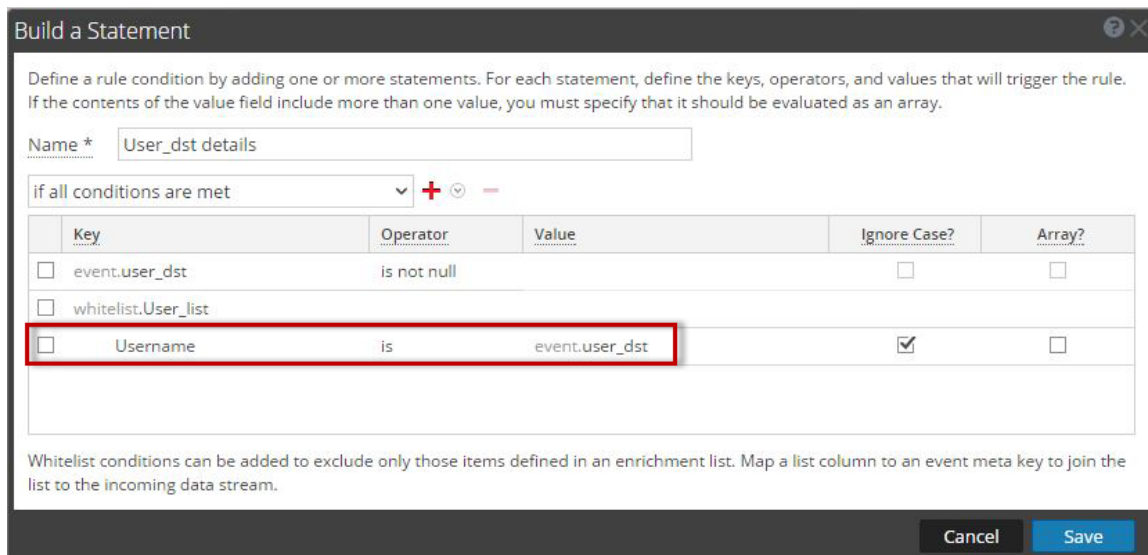 Build a Statement
Define a rule condition by adding one or more statements. For each statement, define the keys, operators, and values that will trigger the rule.
If the contents of the value field include more than one value, you must specify that it should be evaluated as an array.
Name * User_dst details
if all conditions are met
Key Operator Value Ignore Case? Array?
event.user_dst is not null
whitelist.User_list
Username is event.user_dst
Whitelist conditions can be added to exclude only those items defined in an enrichment list. Map a list column to an event meta key to join the
list to the incoming data stream.
Cancel Save